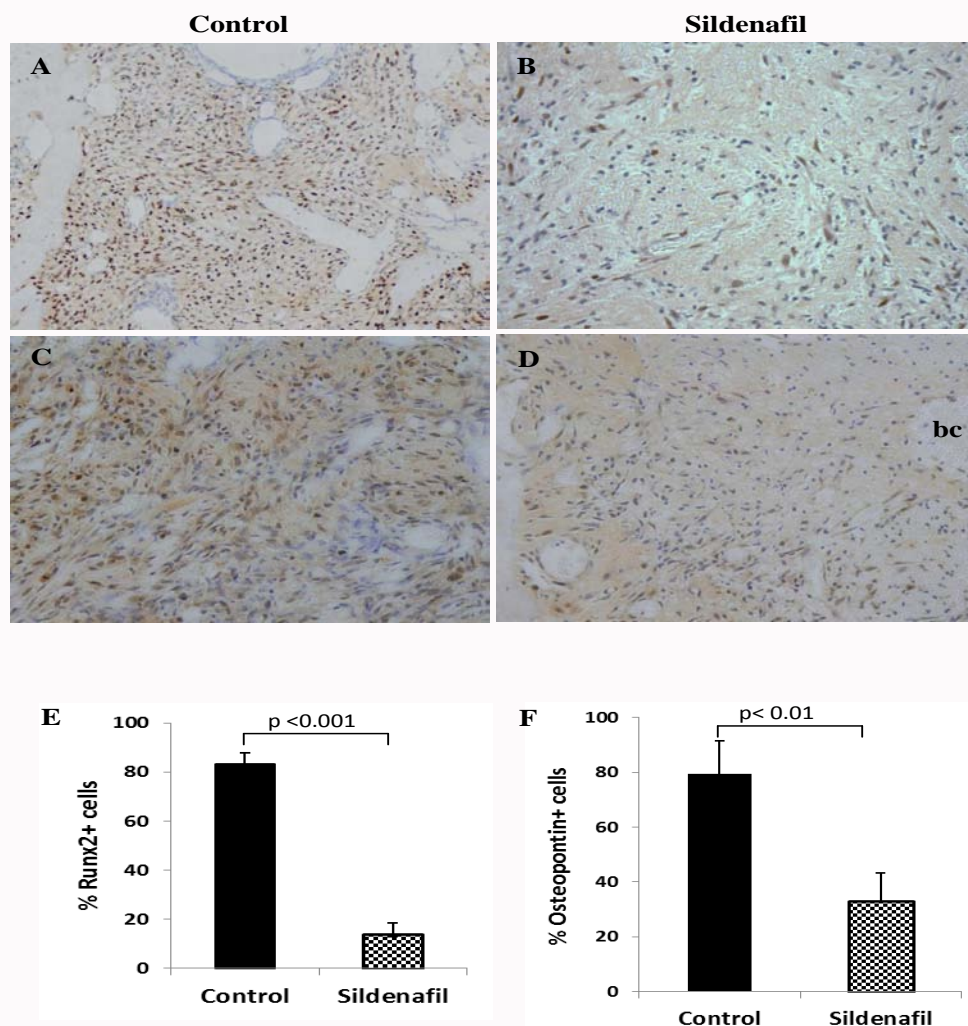 Control
Sildenafil
A
B
C
D
bc
E
p <0.001
100
80
60
40
20
0
% Runx2+ cells
Control
Sildenafil
F
p< 0.01
100
80
60
40
20
0
% Osteopontin+ cells
Control
Sildenafil